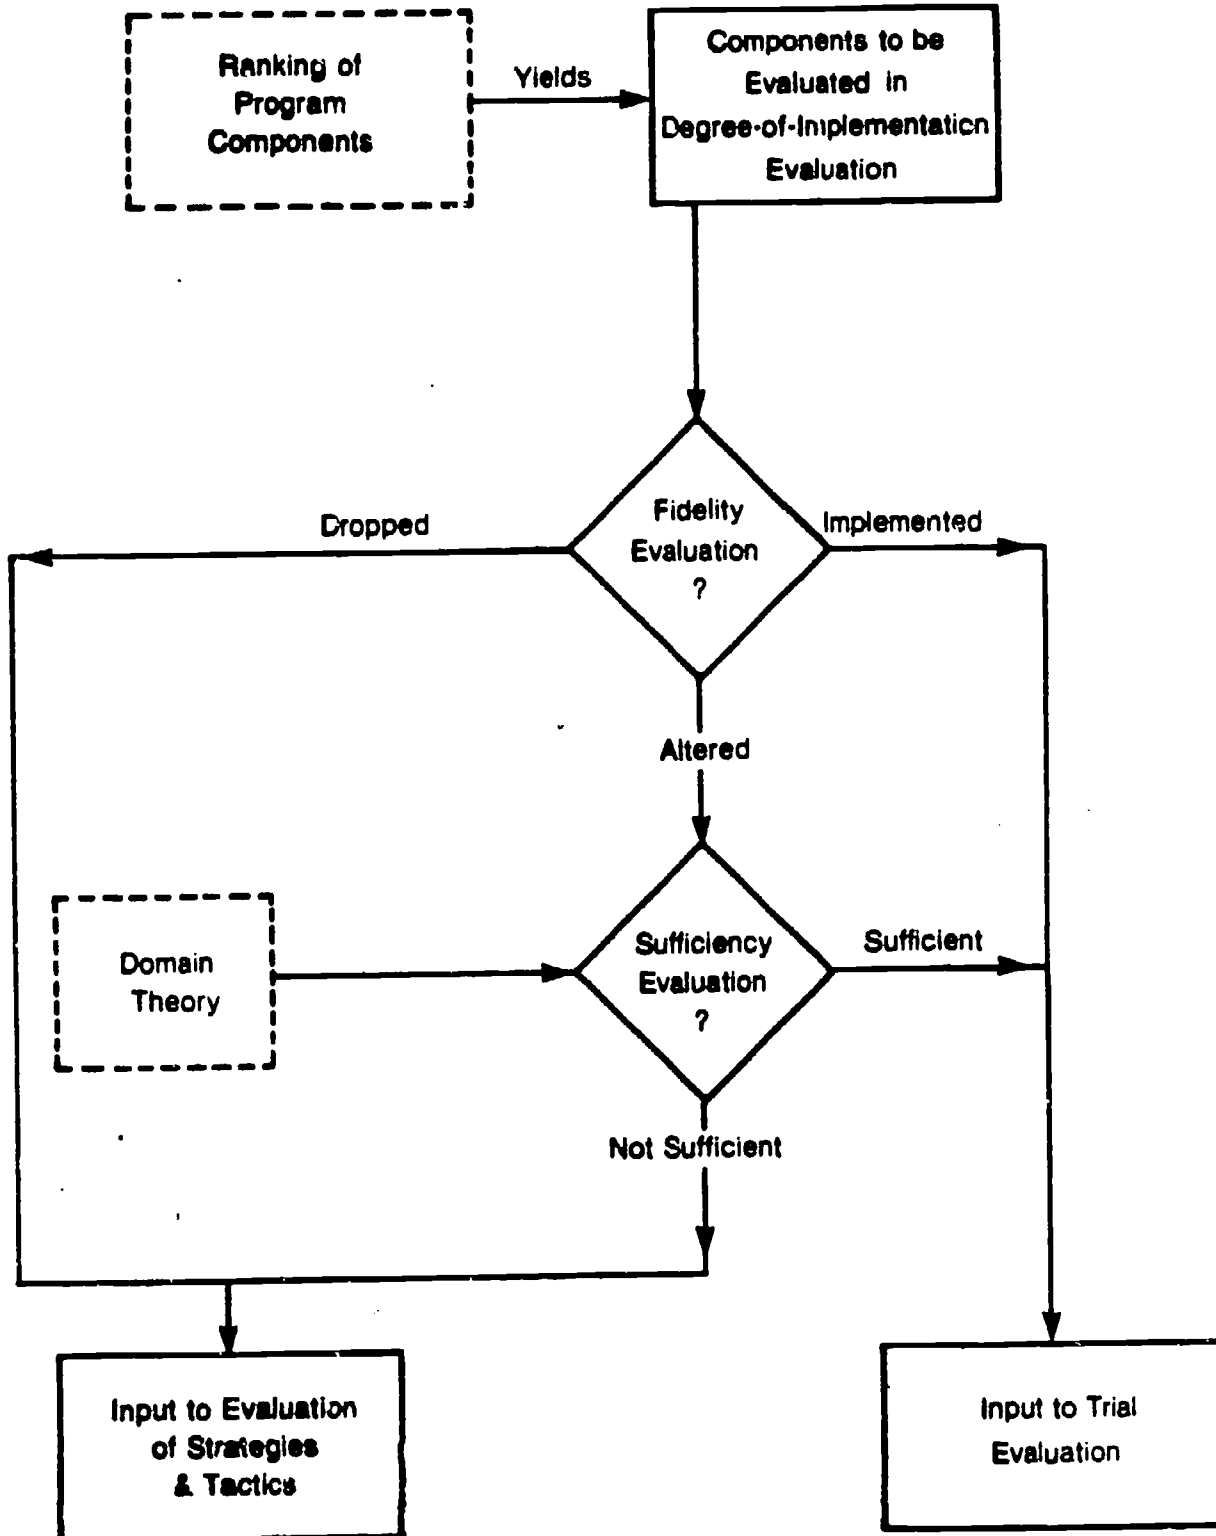 Ranking of
Program
Components
Yields
Components to be
Evaluated in
Degree-of-Implementation
Evaluation
Fidelity
Evaluation
?
Dropped
Implemented
Altered
Domain
Theory
Sufficiency
Evaluation
?
Sufficient
Not Sufficient
Input to Evaluation
of Strategies
& Tactics
Input to Trial
Evaluation